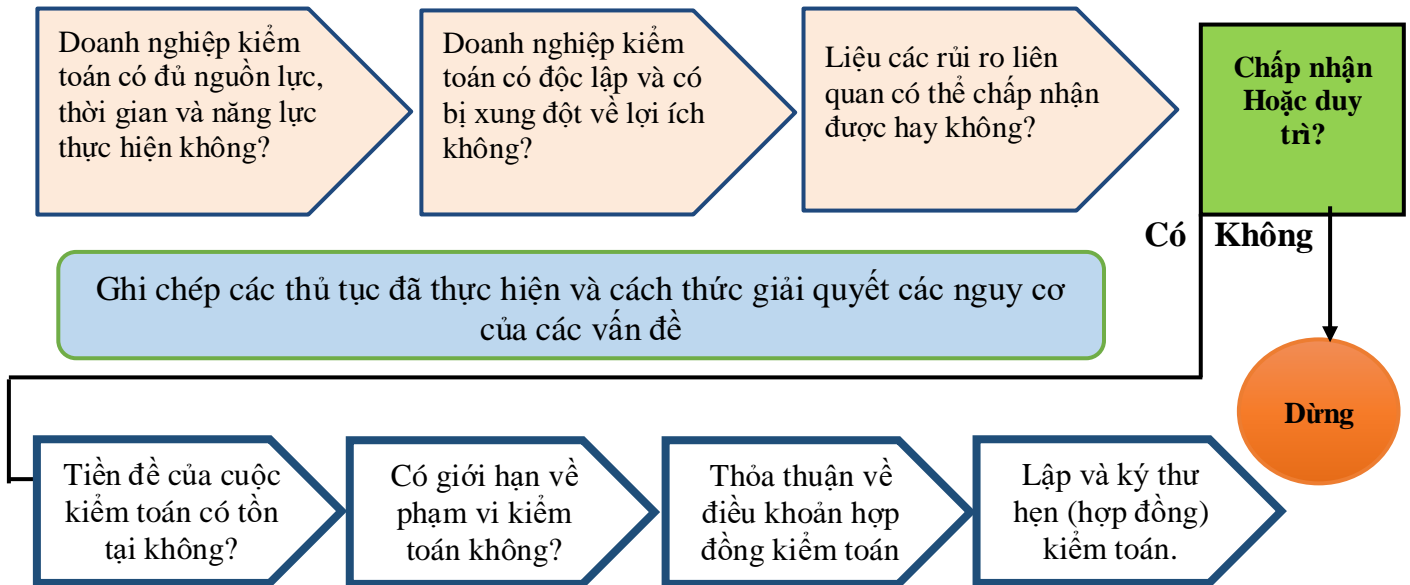 Doanh nghiệp kiểm
toán có đủ nguồn lực,
thời gian và năng lực
thực hiện không?
Doanh nghiệp kiểm
toán có độc lập và có
bị xung đột về lợi ích
không?
Liệu các rủi ro liên
quan có thể chấp nhận
được hay không?
Chấp nhận
Hoặc duy
trì?
Có
Không
Ghi chép các thủ tục đã thực hiện và cách thức giải quyết các nguy cơ
của các vấn đề
Dừng
Tiền đề của cuộc
kiểm toán có tồn
tại không?
Có giới hạn về
phạm vi kiểm
toán không?
Thỏa thuận về
điều khoản hợp
đồng kiểm toán
Lập và ký thư
hẹn (hợp đồng)
kiểm toán.